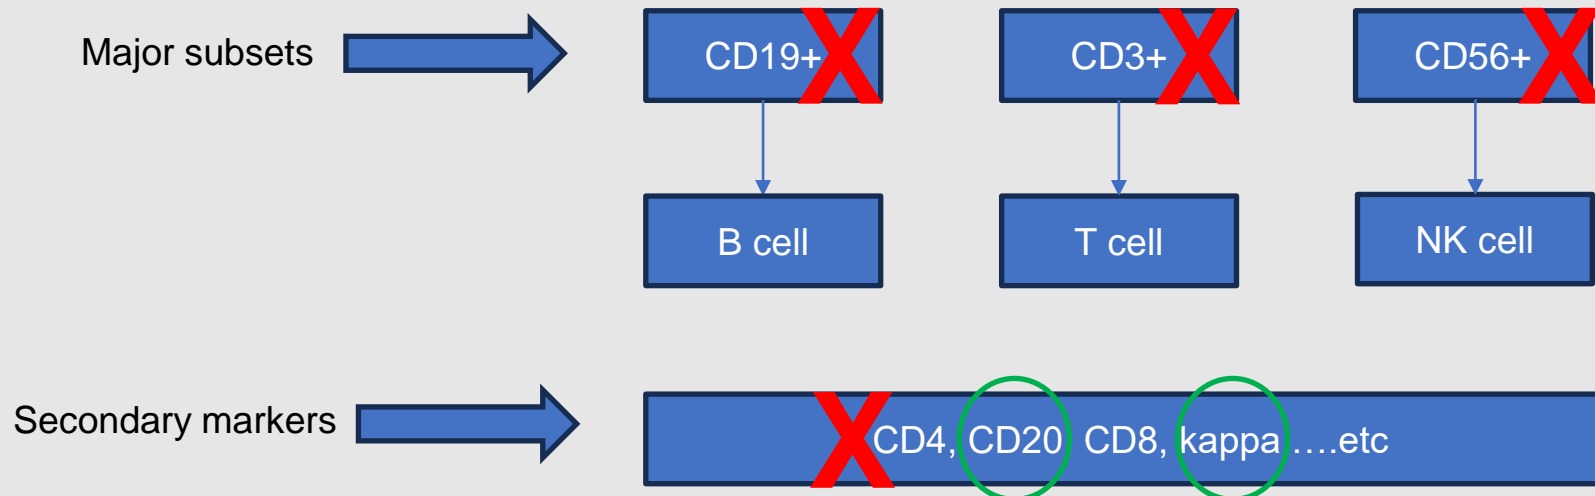 Major subsets
CD19+
CD3+
CD56+
B cell
T cell
NK cell
Secondary markers
CD4, CD20 CD8, kappa ….etc